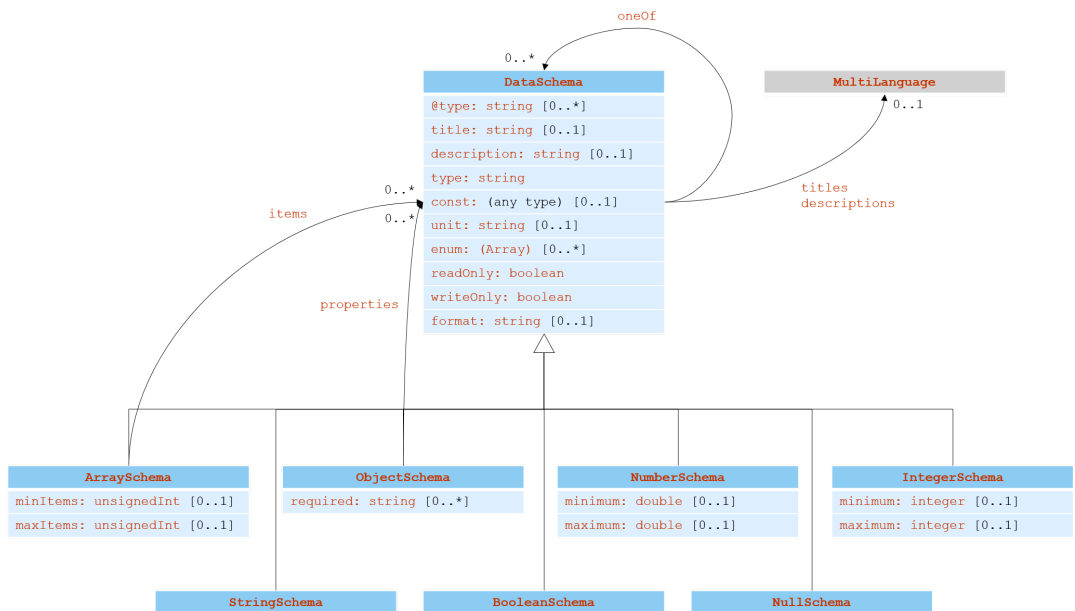 oneOf
0..*
DataSchema
MultiLanguage
@type: string [0..*]
0..1
title: string [0..1]
description: string [0..1]
type: string
0..*
titles
const: (any type) [0..1]
descriptions
items
0..*
unit: string [0..1]
enum: (Array) [0..*]
readOnly: boolean
writeOnly: boolean
properties
format: string [0..1]
ArraySchema
ObjectSchema
NumberSchema
IntegerSchema
minItems: unsignedInt [0..1]
required: string [0..*]
minimum: double [0..1]
minimum: integer [0..1]
maxItems: unsignedInt [0..1]
maximum: double [0..1]
maximum: integer [0..1]
StringSchema
BooleanSchema
NullSchema